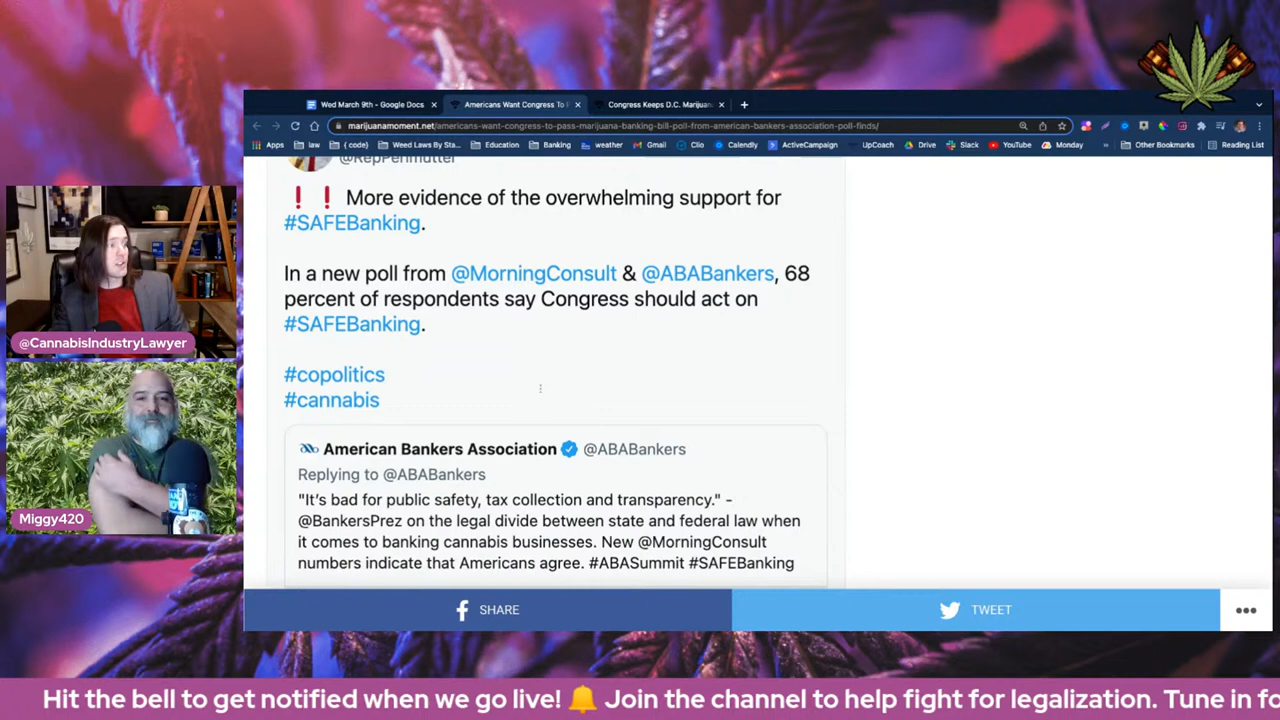 Wed March 9th - Google Docs
Americans Want Congress To P
Congress Keeps D.C. Marijuan
marijuanamoment.net/americans-want-congress-to-pass-marijuana-banking-bill-poll-from-american-bankers-association-poll-finds/
Apps law { code} Weed Laws By Sta... Education Banking weather Gmail Clio Calendly ActiveCampaign UpCoach Drive Slack YouTube Monday » Other Bookmarks Reading List
@RepPerlmutter
❗ ❗ More evidence of the overwhelming support for
#SAFEBanking.
In a new poll from @MorningConsult & @ABABankers, 68
percent of respondents say Congress should act on
#SAFEBanking.
#copolitics
#cannabis
American Bankers Association @ABABankers
Replying to @ABABankers
"It's bad for public safety, tax collection and transparency." -
@BankersPrez on the legal divide between state and federal law when
it comes to banking cannabis businesses. New @MorningConsult
numbers indicate that Americans agree. #ABASummit #SAFEBanking
SHARE
TWEET
@CannabisIndustryLawyer
Miggy420
Hit the bell to get notified when we go live! 🔔 Join the channel to help fight for legalization. Tune in fo